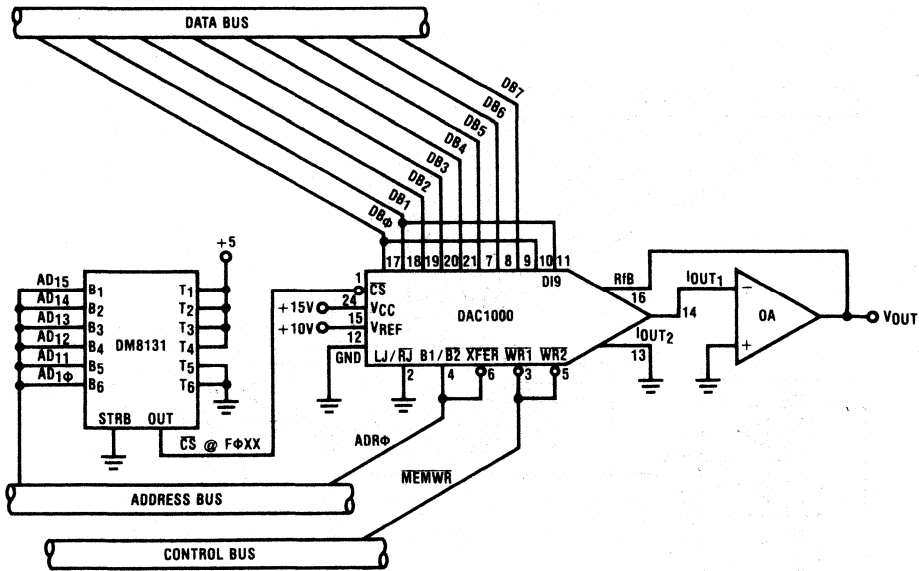 DATA BUS
DB7
DB6
DB5
DB4
DB3
DB2
DB1
DBΦ
+5
17 18 19 20 21 7 8 9 10 11
AD15
AD14
AD13
AD12
AD11
AD1Φ
B1
B2
B3
B4
B5
B6
DM8131
T1
T2
T3
T4
T5
T6
STRB OUT
1
CS
24
+15V
VCC
15
+10V
VREF
12
GND
DI9
DAC1000
RfB
16
IOUT1
14
IOUT2
13
LJ/RJ B1/B2 XFER WR1 WR2
2 4 6 3 5
−
+
OA
VOUT
CS @ FΦXX
ADRΦ
MEMWR
ADDRESS BUS
CONTROL BUS